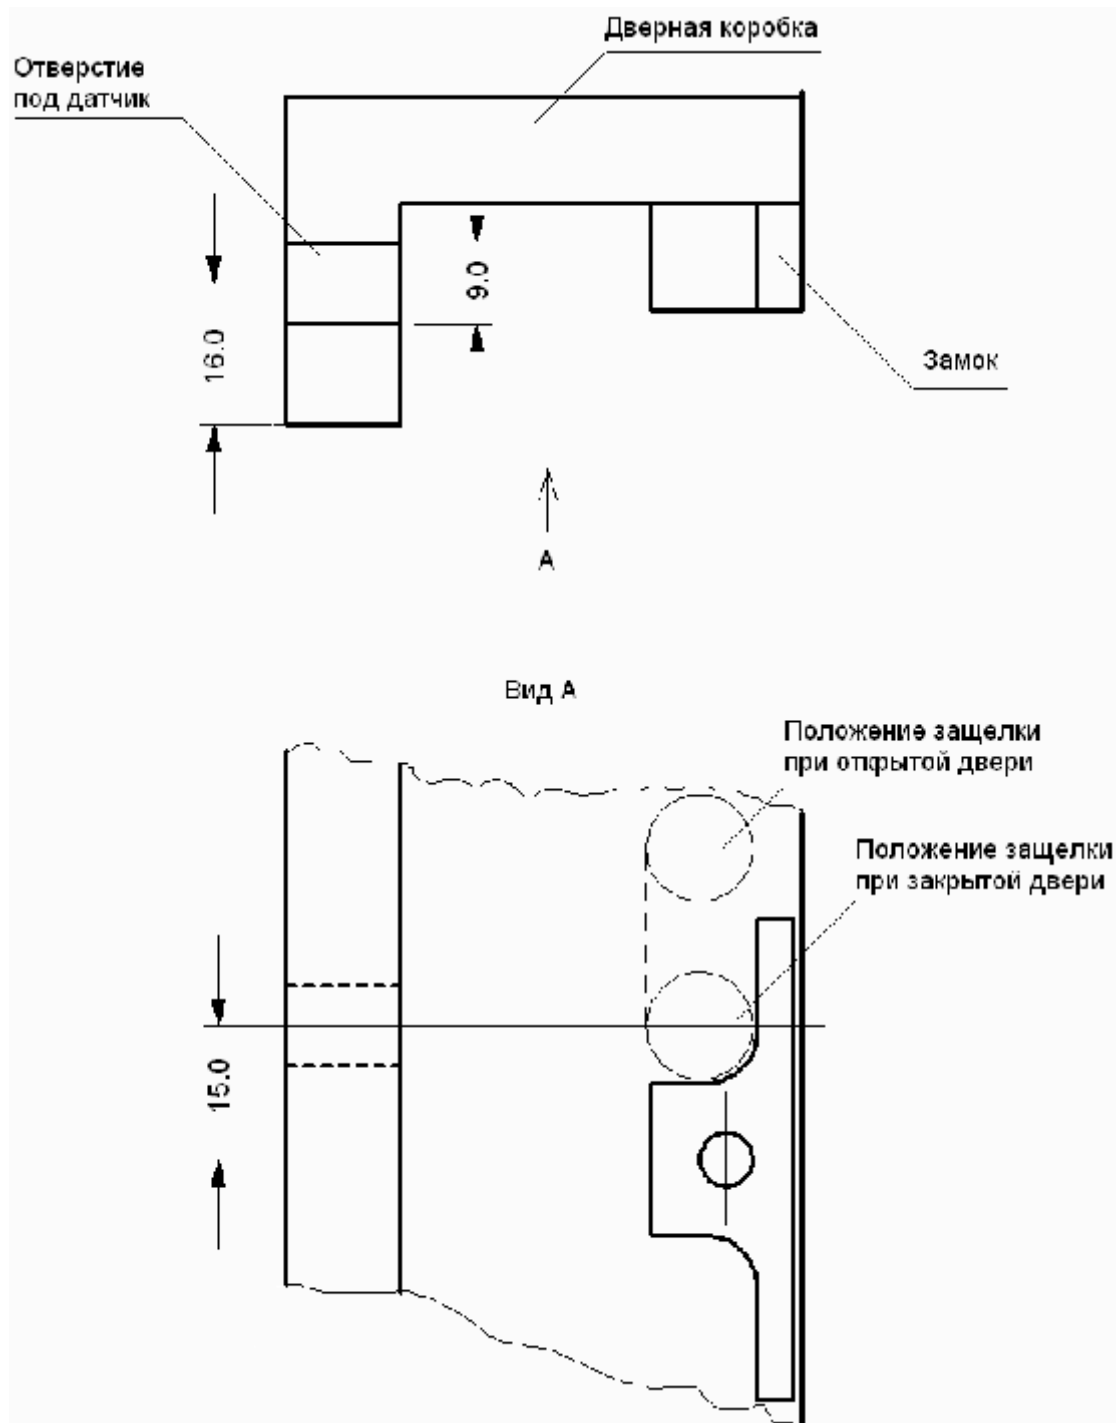 Дверная коробка
Отверстие
под датчик
16.0
9.0
Замок
А
Вид А
Положение защелки
при открытой двери
Положение защелки
при закрытой двери
15.0